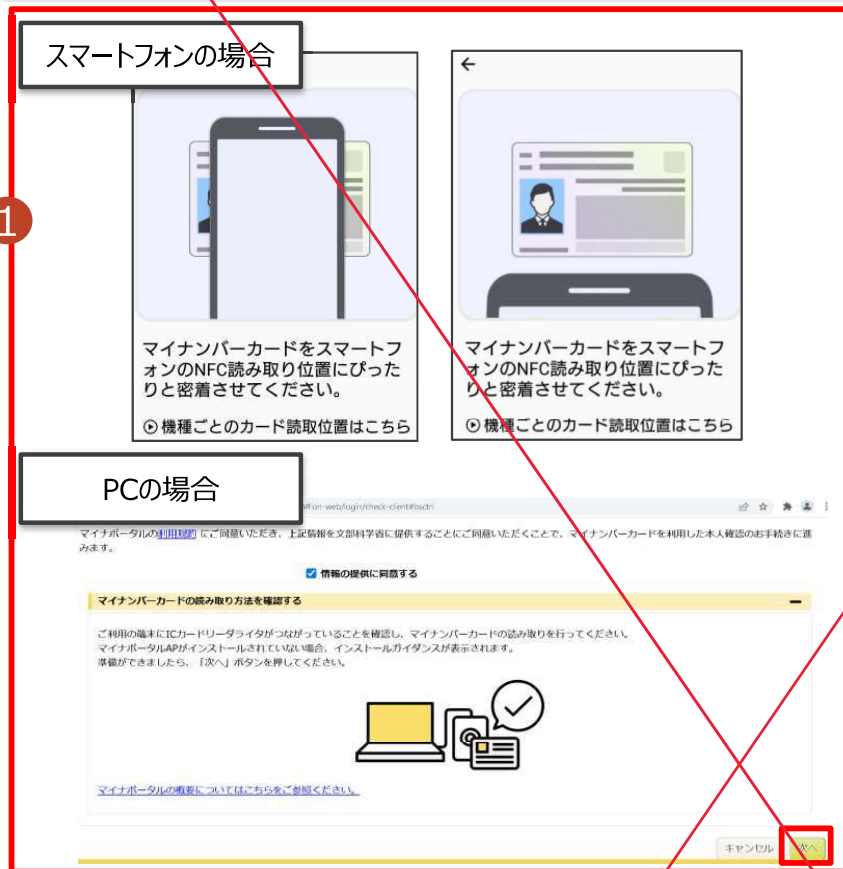 スマートフォンの場合
←
マイナンバーカードをスマートフ
ォンのNFC読み取り位置にぴった
りと密着させてください。
機種ごとのカード読取位置はこちら
マイナンバーカードをスマートフ
ォンのNFC読み取り位置にぴった
りと密着させてください。
機種ごとのカード読取位置はこちら
1
PCの場合
ion-web/login/check-client#bsctrl
マイナポータルの利用規約 にご同意いただき、上記情報を文部科学省に提供することにご同意いただくことで、マイナンバーカードを利用した本人確認のお手続きに進
みます。
情報の提供に同意する
マイナンバーカードの読み取り方法を確認する
ご利用の端末にICカードリーダライタがつながっていることを確認し、マイナンバーカードの読み取りを行ってください。
マイナポータルAPがインストールされていない場合、インストールガイダンスが表示されます。
準備ができましたら、「次へ」ボタンを押してください。
マイナポータルの概要についてはこちらをご参照ください。
キャンセル 次へ